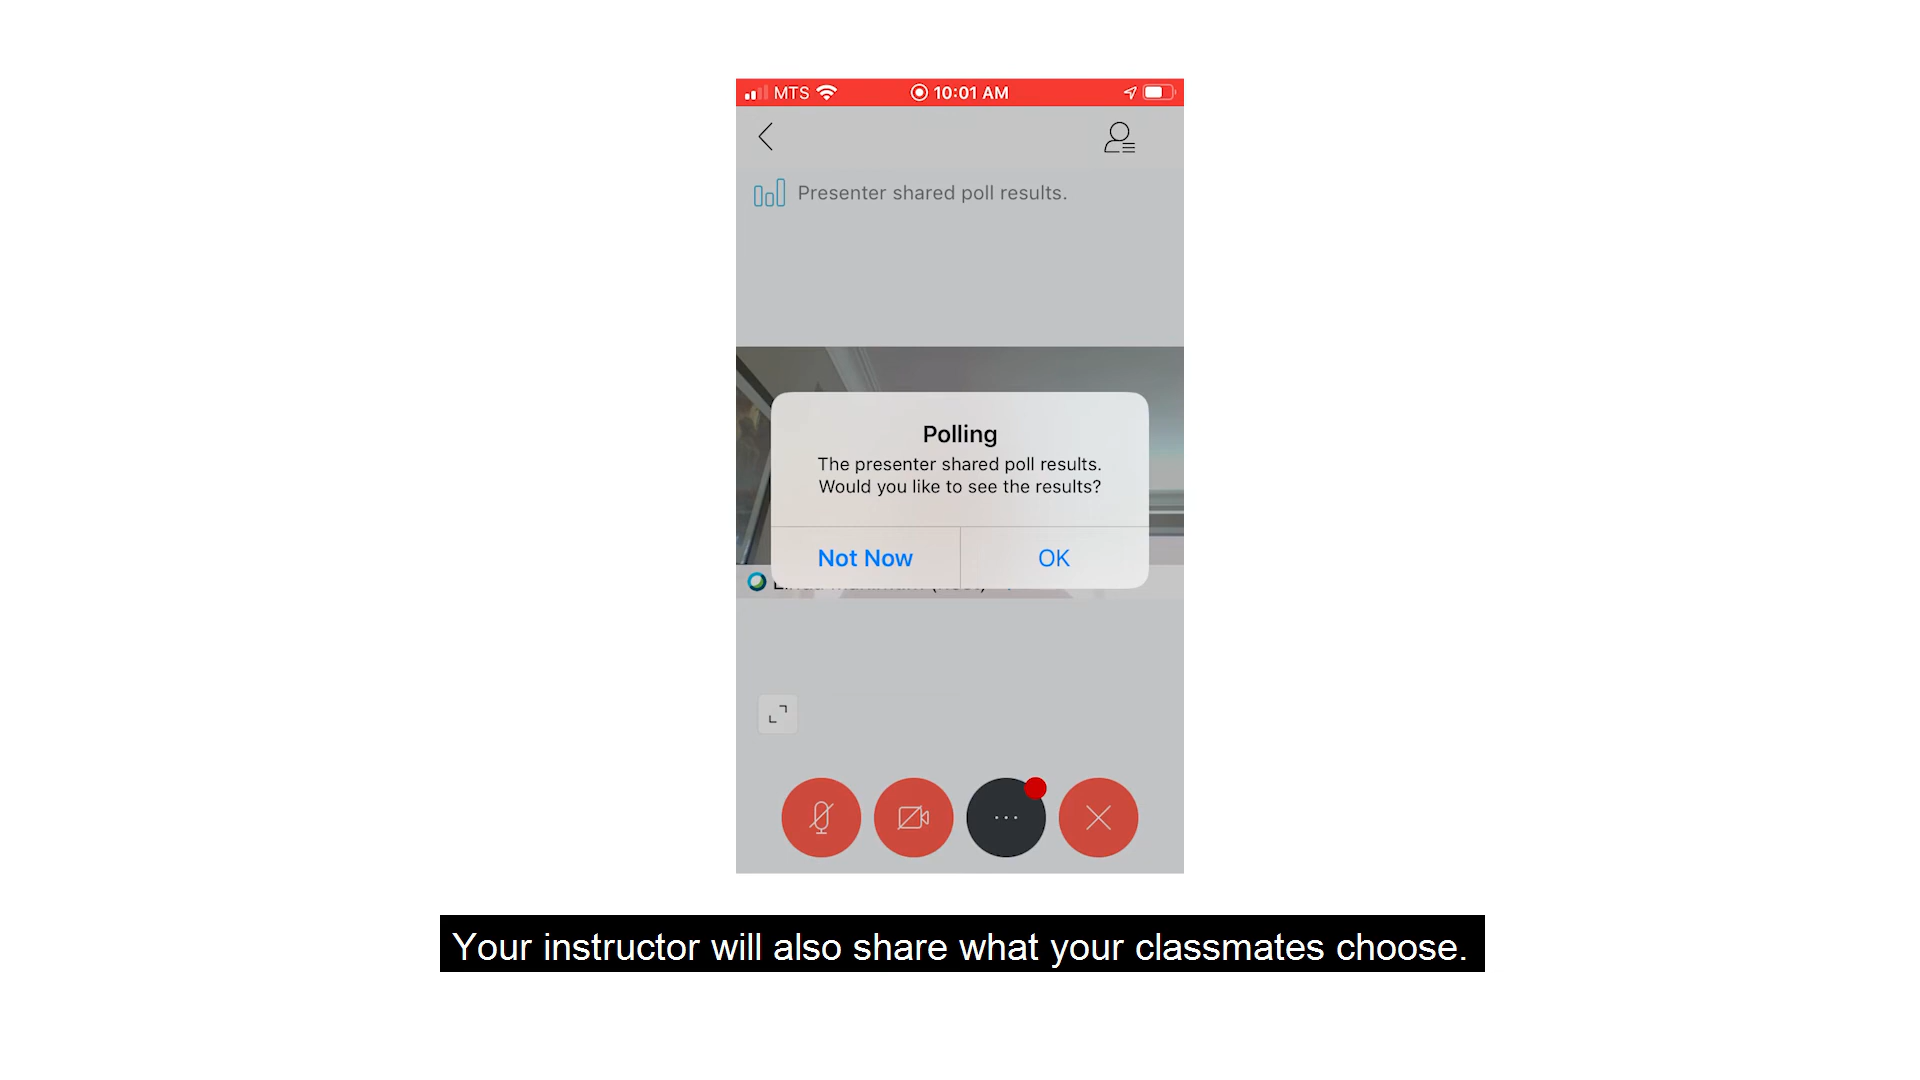 MTS 10:01 AM
Presenter shared poll results.
Polling
The presenter shared poll results.
Would you like to see the results?
Not Now OK
Your instructor will also share what your classmates choose.